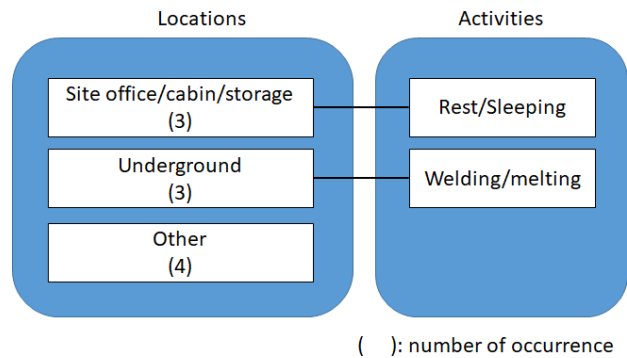 Locations
Activities
Site office/cabin/storage
(3)
Rest/Sleeping
Underground
(3)
Welding/melting
Other
(4)
(    ): number of occurrence